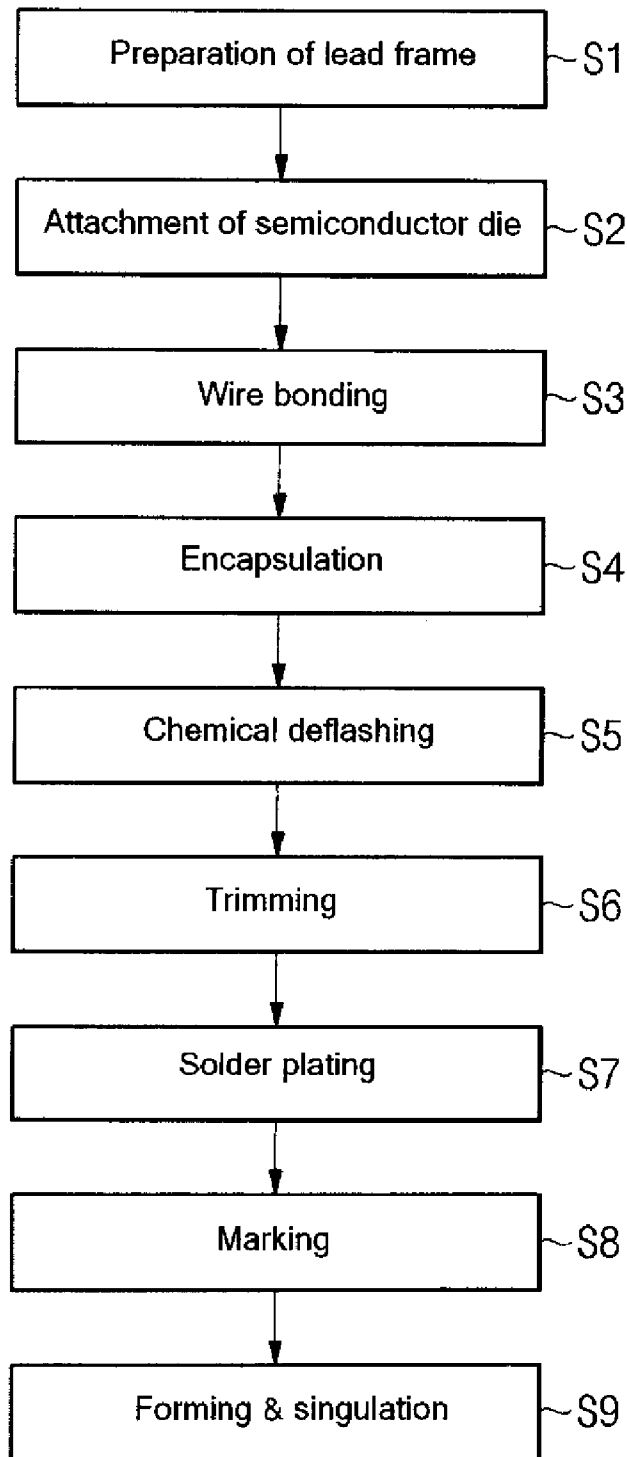 Preparation of lead frame S1
Attachment of semiconductor die S2
Wire bonding S3
Encapsulation S4
Chemical deflashing S5
Trimming S6
Solder plating S7
Marking S8
Forming & singulation S9